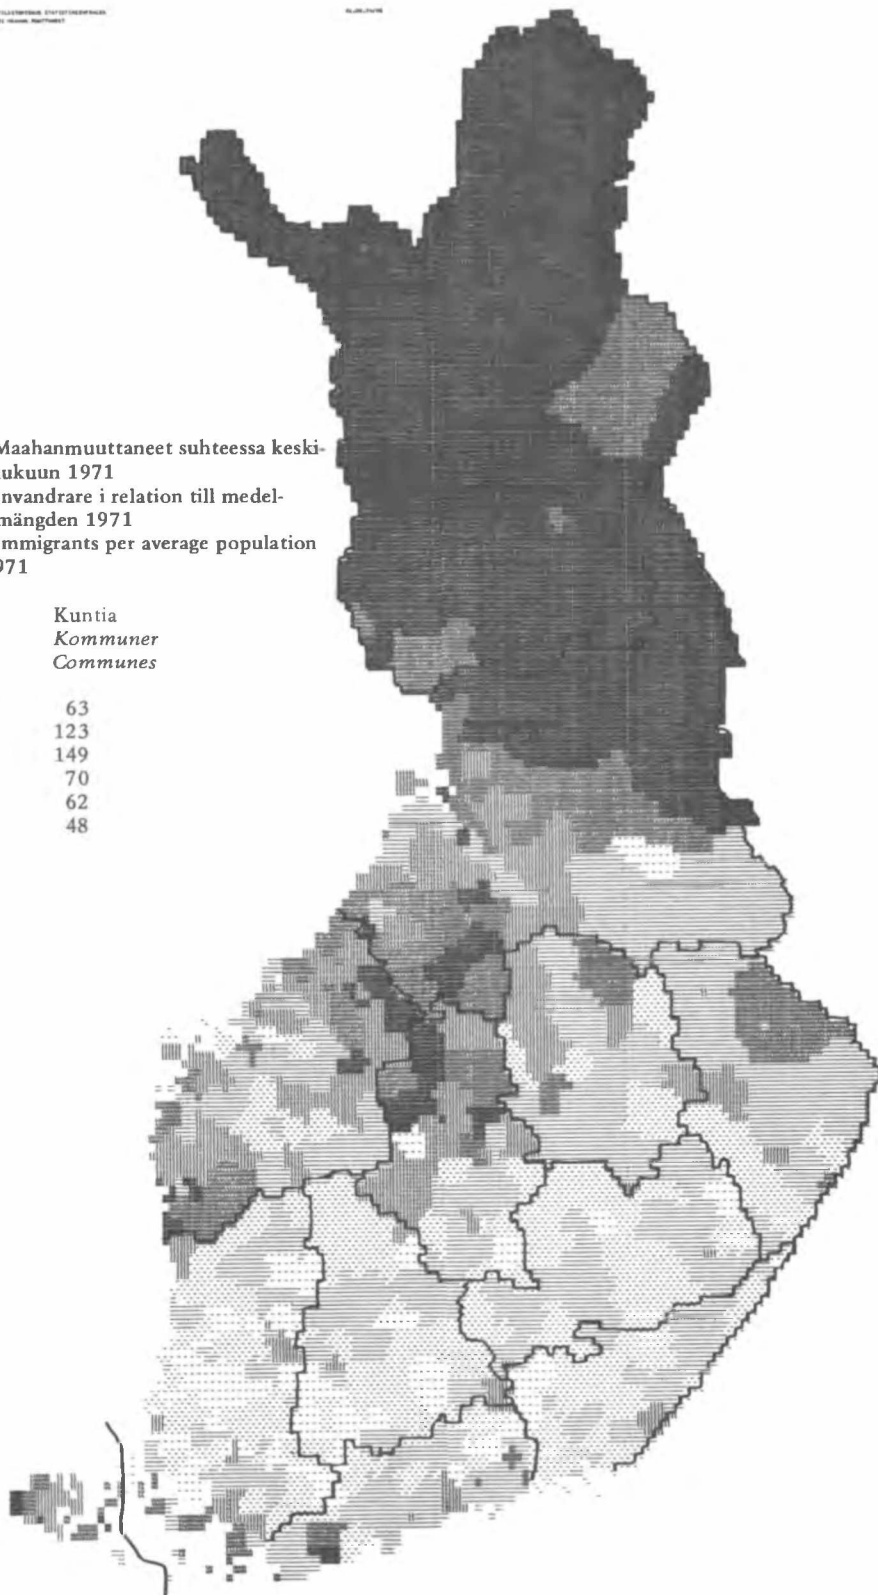 Maahanmuuttaneet suhteessa keski-
ukuun 1971
nvandrare i relation till medel-
mängden 1971
mmigrants per average population
971
Kuntia
Kommuner
Communes
63
123
149
70
62
48